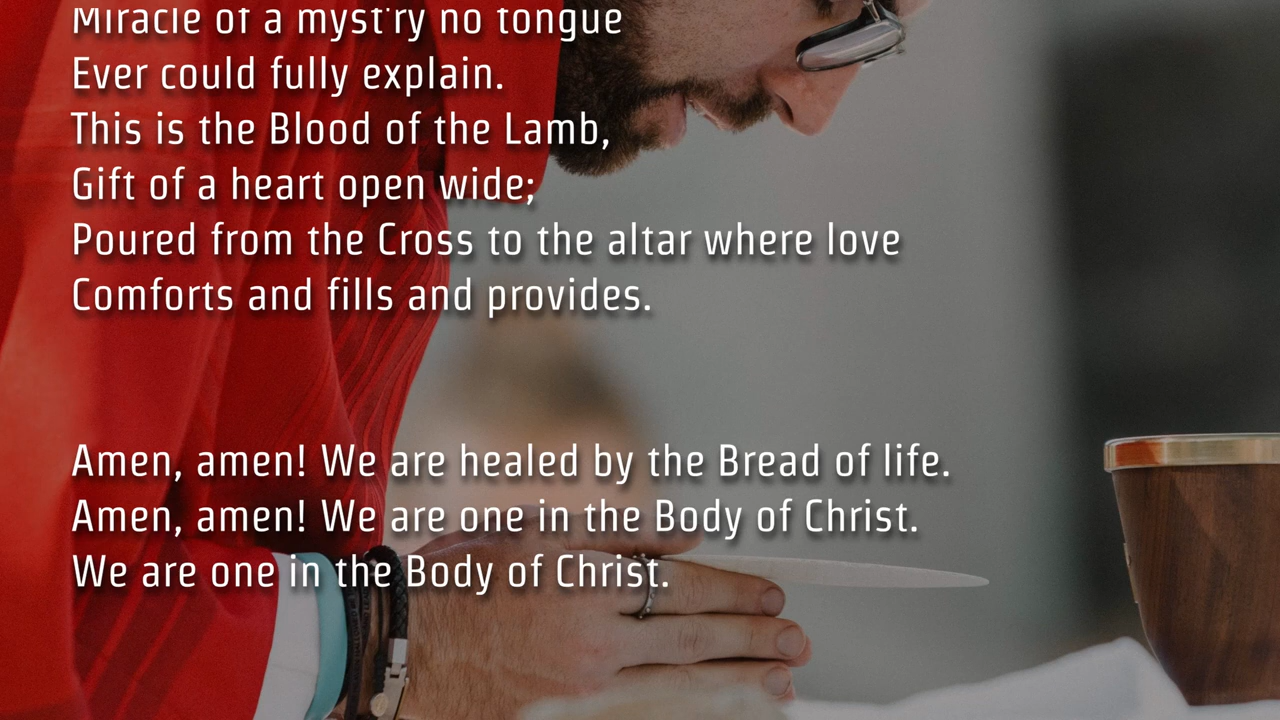 Miracle of a myst'ry no tongue
Ever could fully explain.
This is the Blood of the Lamb,
Gift of a heart open wide;
Poured from the Cross to the altar where love
Comforts and fills and provides.
Amen, amen! We are healed by the Bread of life.
Amen, amen! We are one in the Body of Christ.
We are one in the Body of Christ.